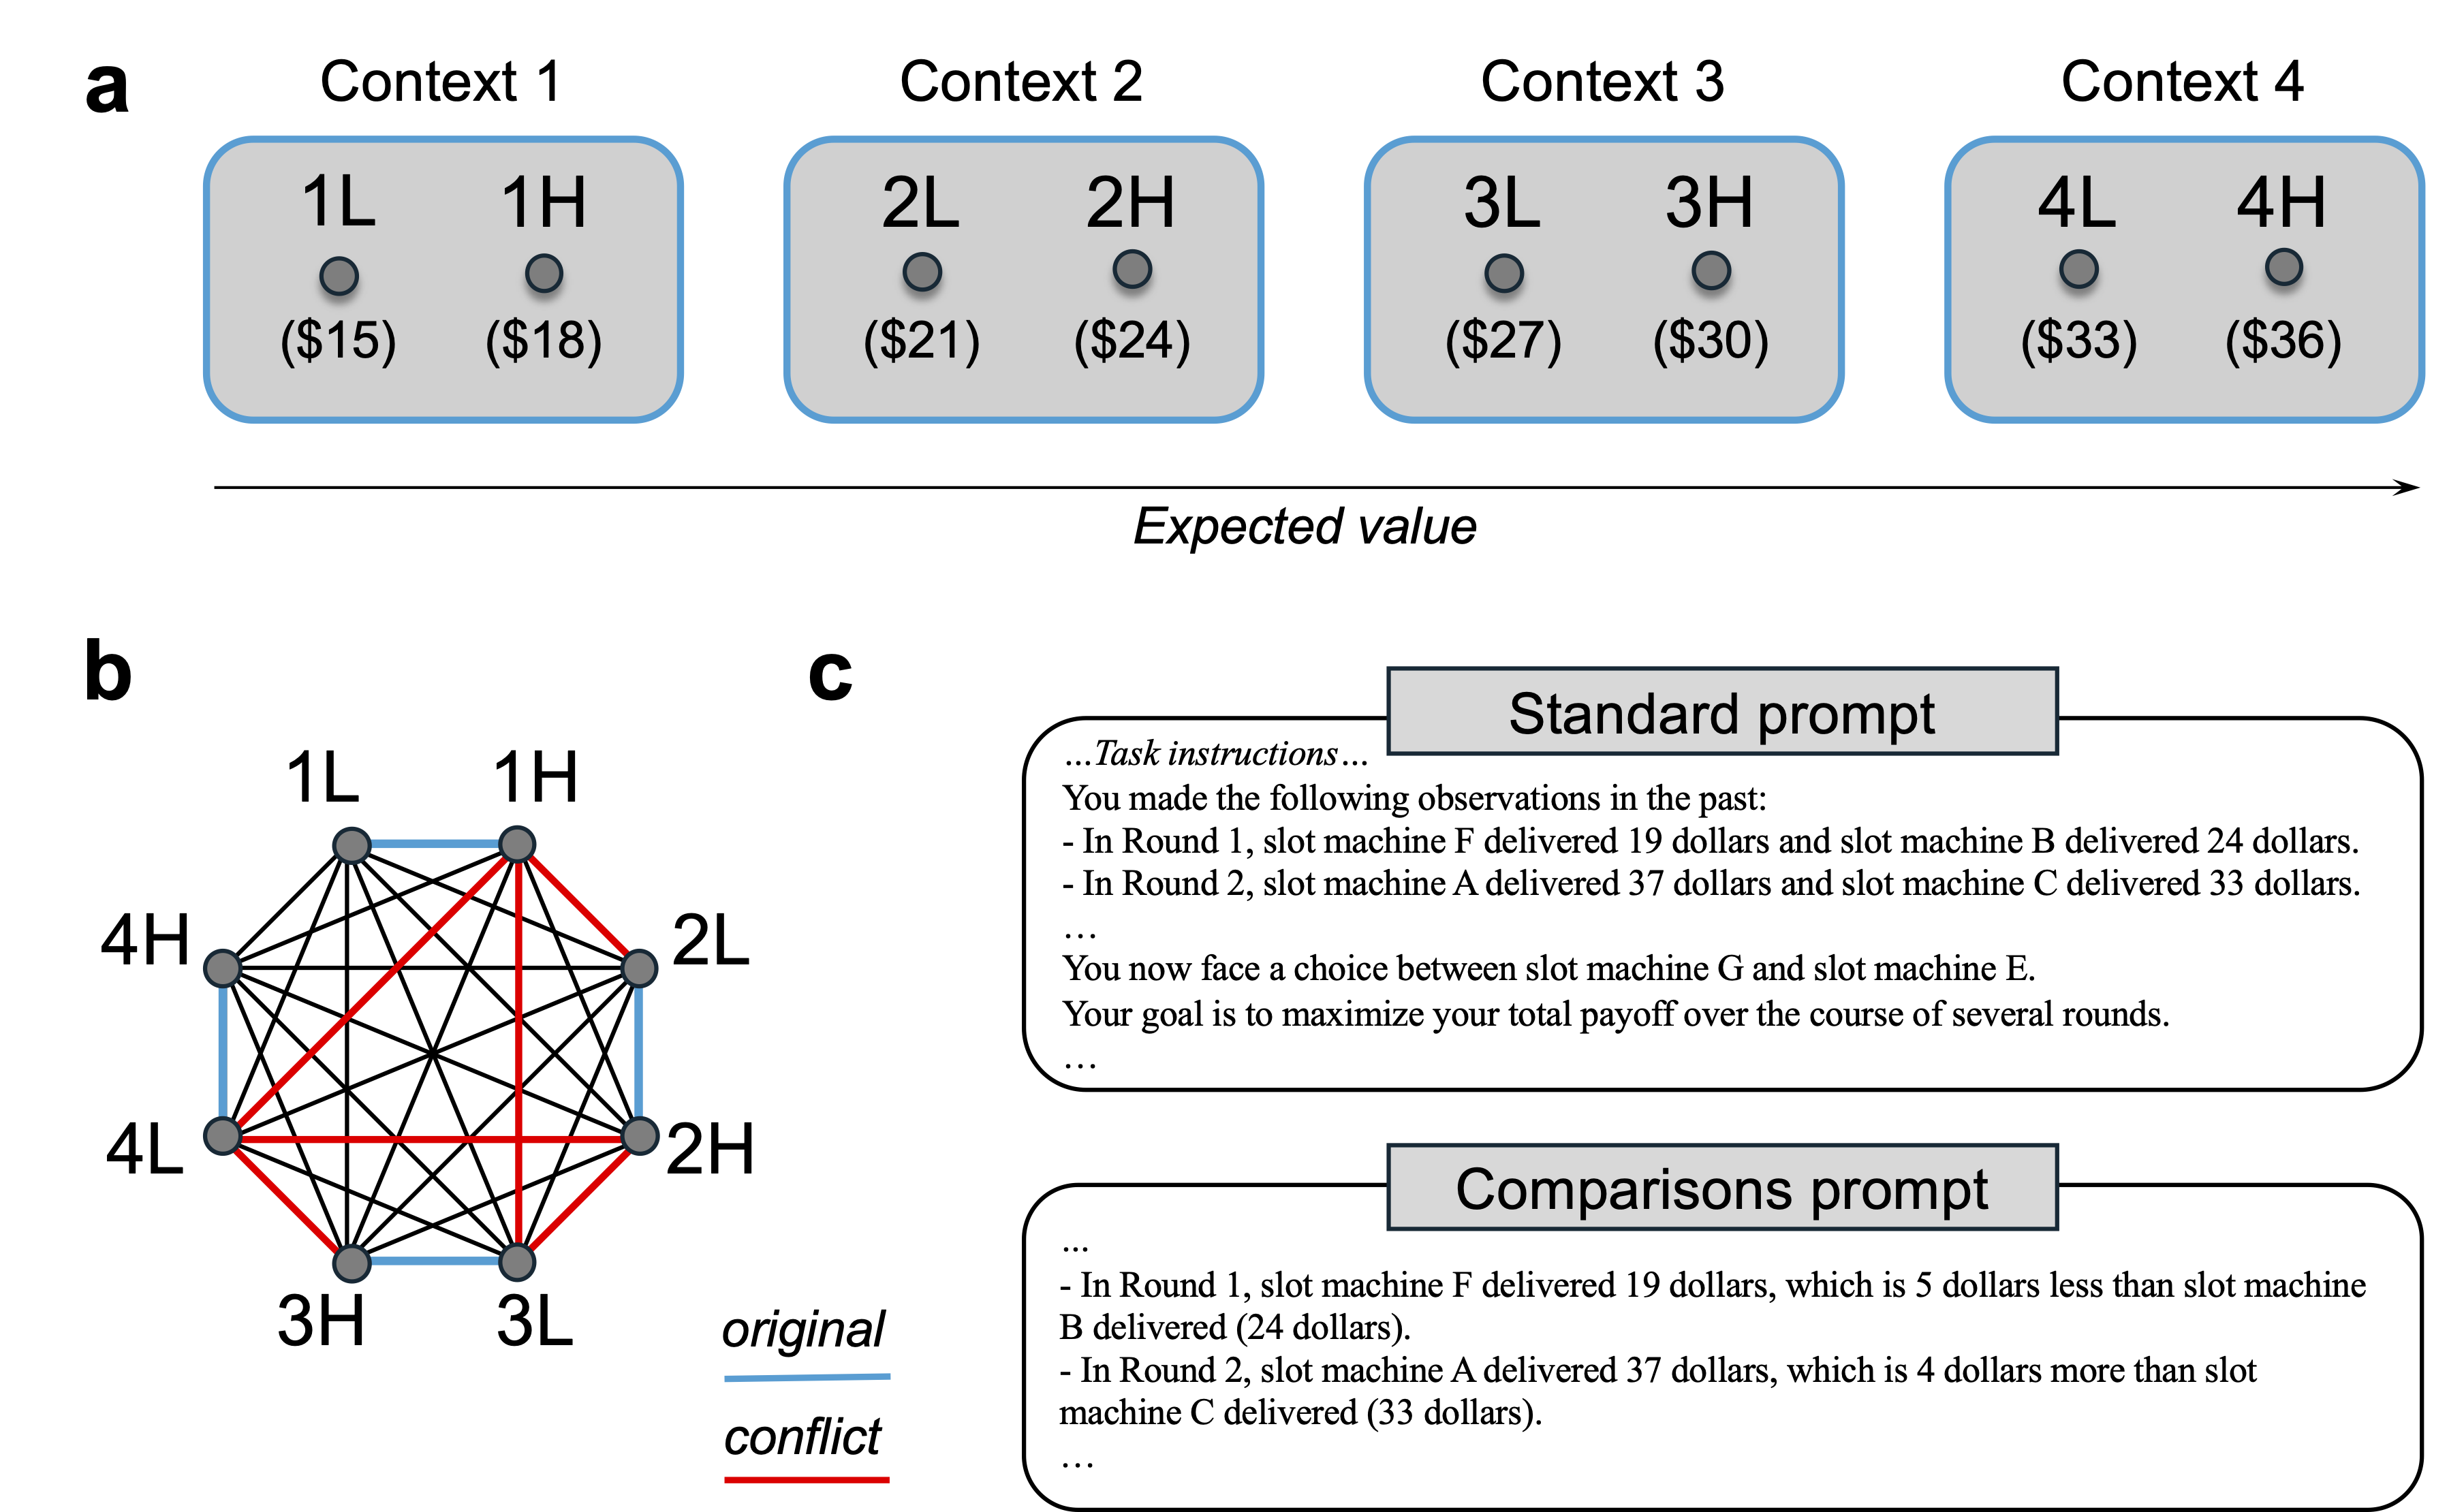 a
Context 1
Context 2
Context 3
Context 4
1L 1H
2L 2H
3L 3H
4L 4H
($15) ($18)
($21) ($24)
($27) ($30)
($33) ($36)
Expected value
b
1L 1H
4H 2L
4L 2H
3H 3L
original
conflict
c
Standard prompt
...Task instructions...
You made the following observations in the past:
- In Round 1, slot machine F delivered 19 dollars and slot machine B delivered 24 dollars.
- In Round 2, slot machine A delivered 37 dollars and slot machine C delivered 33 dollars.
...
You now face a choice between slot machine G and slot machine E.
Your goal is to maximize your total payoff over the course of several rounds.
...
Comparisons prompt
...
- In Round 1, slot machine F delivered 19 dollars, which is 5 dollars less than slot machine
B delivered (24 dollars).
- In Round 2, slot machine A delivered 37 dollars, which is 4 dollars more than slot
machine C delivered (33 dollars).
...